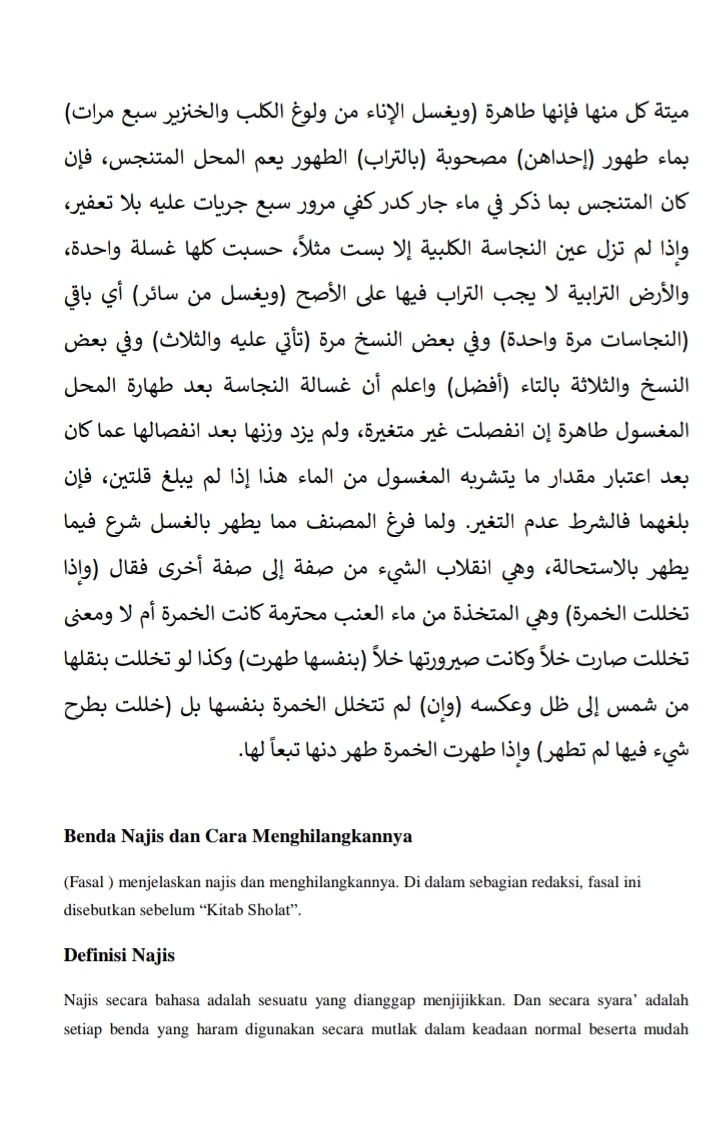 ميتة كل منها فإنها طاهرة (ويغسل الإناء من ولوغ الكلب والخنزير سبع مرات)
بماء طهور (إحداهن) مصحوبة (بالتراب) الطهور يعم المحل المتنجس، فإن
كان المتنجس بما ذكر في ماء جار كدر كفي مرور سبع جريات عليه بلا تعفير،
وإذا لم تزل عين النجاسة الكلبية إلا بست مثلاً، حسبت كلها غسلة واحدة،
والأرض الترابية لا يجب التراب فيها على الأصح (ويغسل من سائر) أي باقي
(النجاسات مرة واحدة) وفي بعض النسخ مرة (تأتي عليه والثلاث) وفي بعض
النسخ والثلاثة بالتاء (أفضل) واعلم أن غسالة النجاسة بعد طهارة المحل
المغسول طاهرة إن انفصلت غير متغيرة، ولم يزد وزنها بعد انفصالها عما كان
بعد اعتبار مقدار ما يتشربه المغسول من الماء هذا إذا لم يبلغ قلتين، فإن
بلغهما فالشرط عدم التغير. ولما فرغ المصنف مما يطهر بالغسل شرع فيما
يطهر بالاستحالة، وهي انقلاب الشيء من صفة إلى صفة أخرى فقال (وإذا
تخللت الخمرة) وهي المتخذة من ماء العنب محترمة كانت الخمرة أم لا ومعنى
تخللت صارت خلاً وكانت صيرورتها خلاً (بنفسها طهرت) وكذا لو تخللت بنقلها
من شمس إلى ظل وعكسه (وإن) لم تتخلل الخمرة بنفسها بل (خللت بطرح
شيء فيها لم تطهر) وإذا طهرت الخمرة طهر دنها تبعاً لها.
Benda Najis dan Cara Menghilangkannya
(Fasal ) menjelaskan najis dan menghilangkannya. Di dalam sebagian redaksi, fasal ini
disebutkan sebelum “Kitab Sholat”.
Definisi Najis
Najis secara bahasa adalah sesuatu yang dianggap menjijikkan. Dan secara syara’ adalah
setiap benda yang haram digunakan secara mutlak dalam keadaan normal beserta mudah